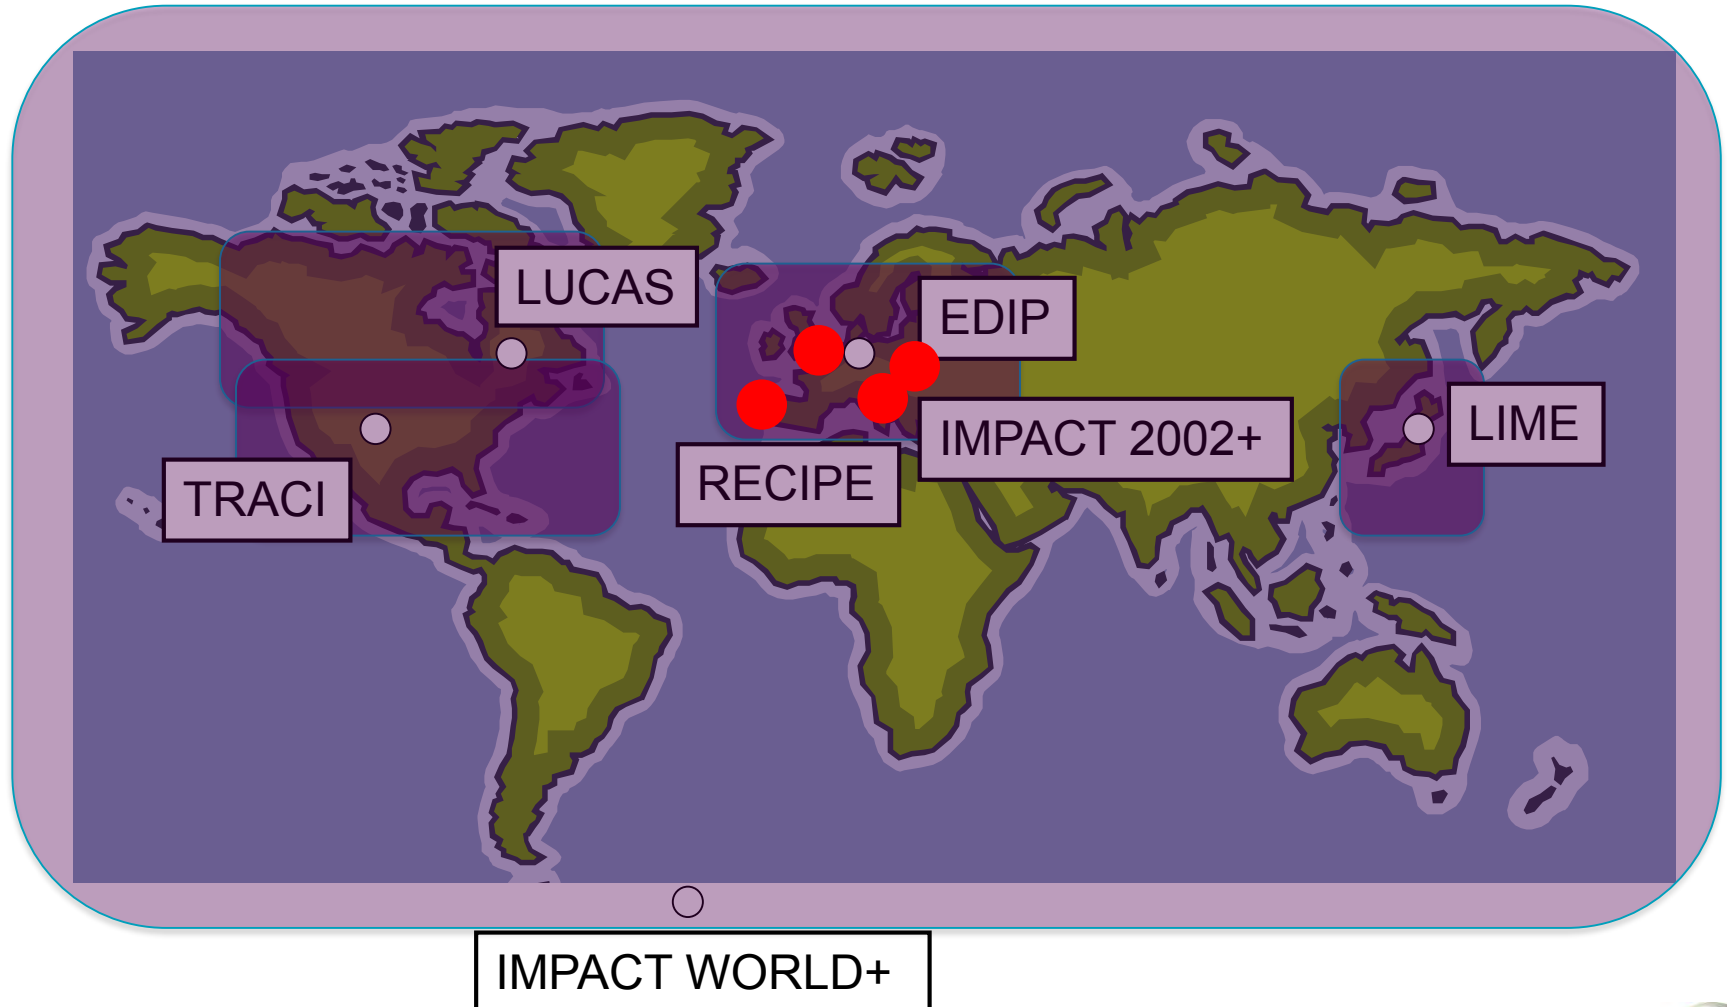 LUCAS
EDIP
LIME
IMPACT 2002+
RECIPE
TRACI
IMPACT WORLD+